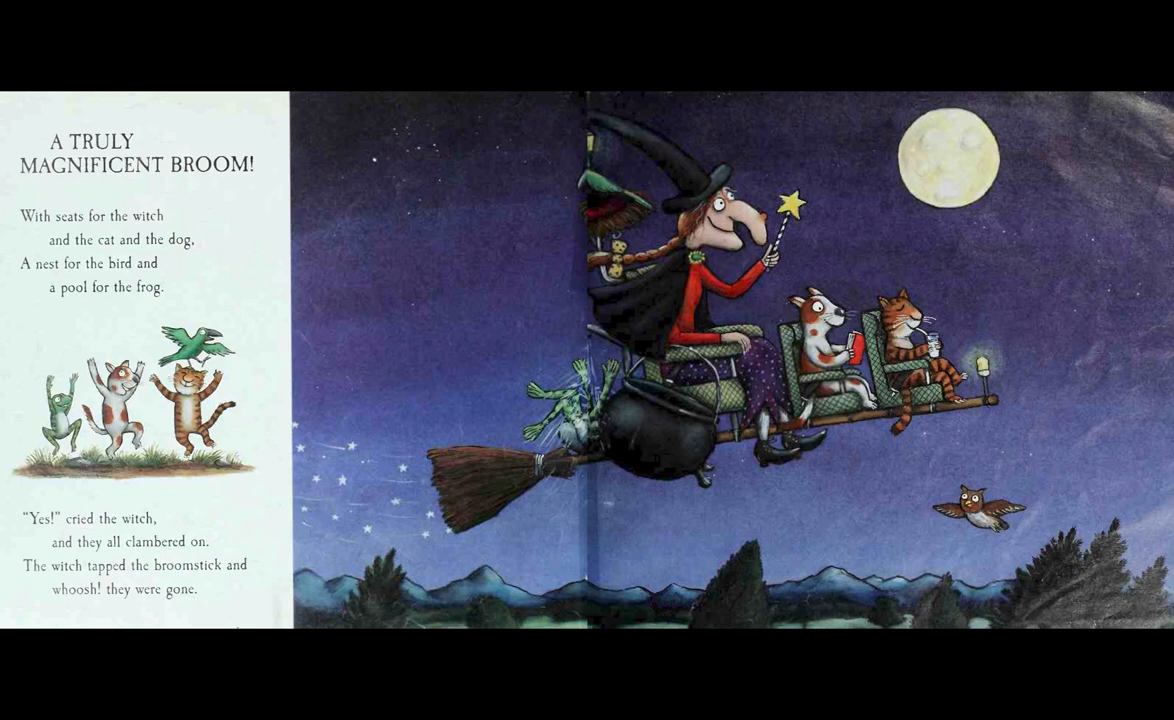 A TRULY
MAGNIFICENT BROOM!
With seats for the witch
and the cat and the dog,
A nest for the bird and
a pool for the frog.
"Yes!" cried the witch,
and they all clambered on.
The witch tapped the broomstick and
whoosh! they were gone.